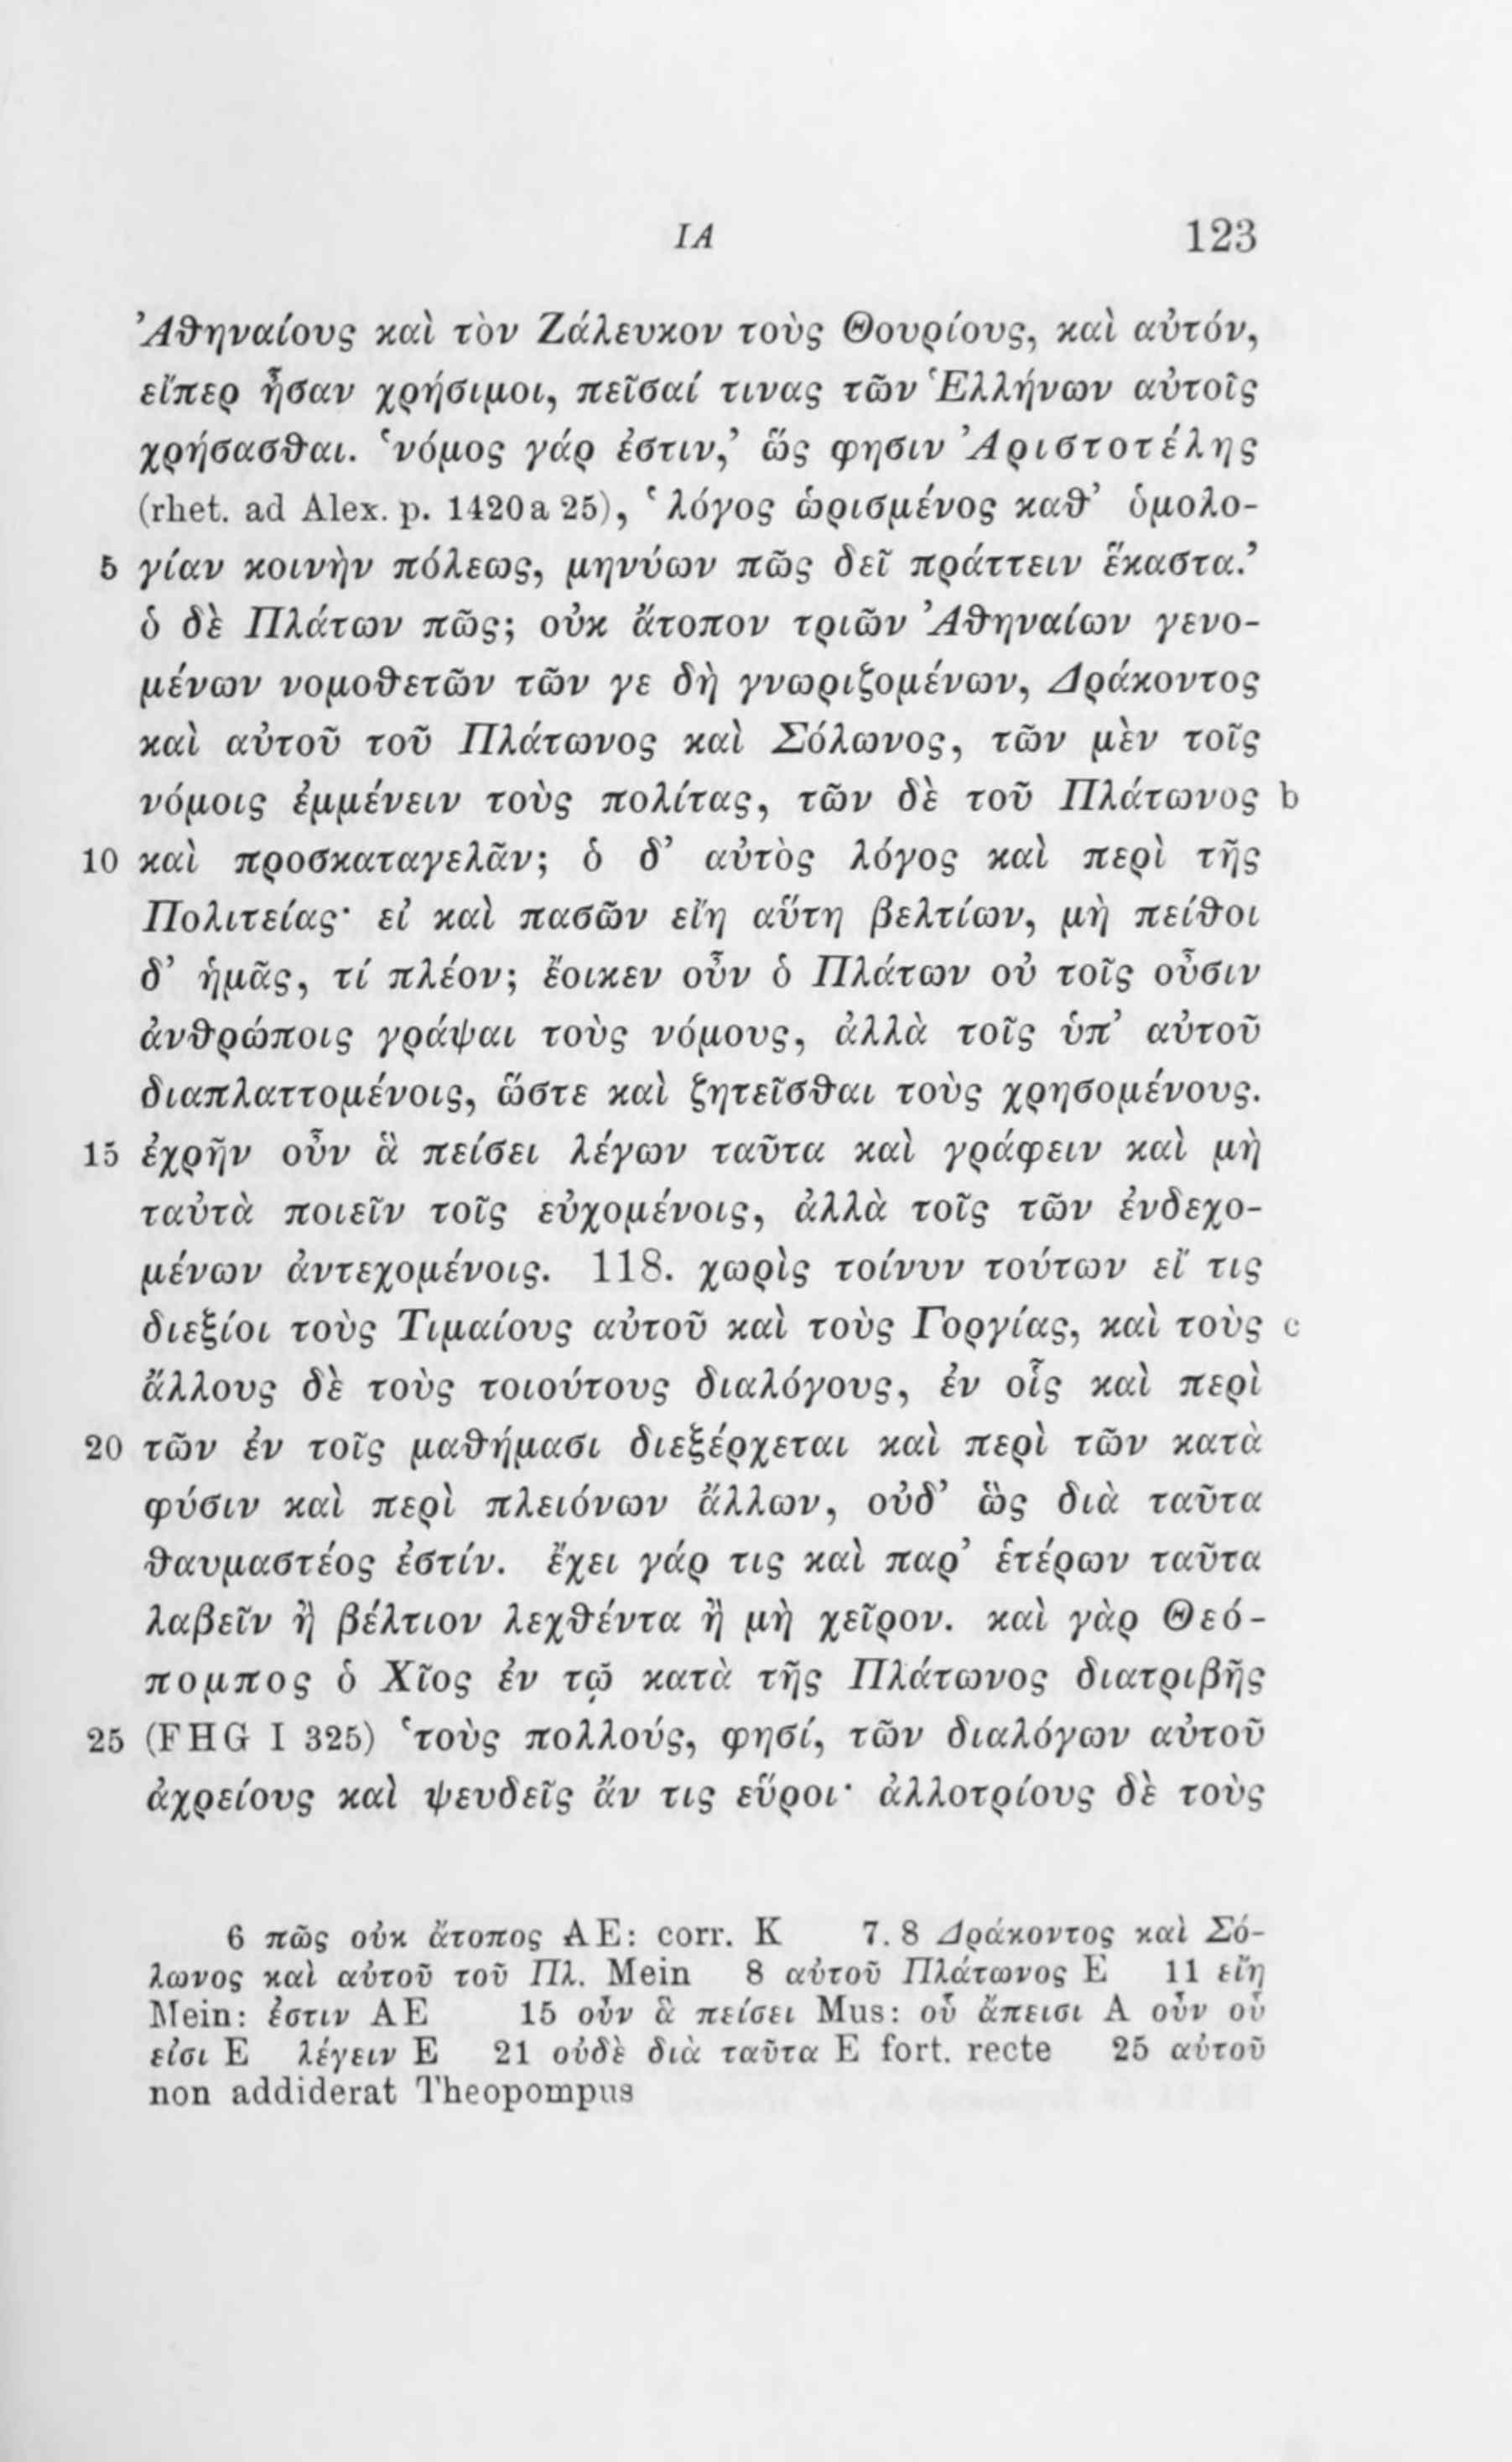 ΙΑ 123
Ἀθηναίους καὶ τὸν Ζάλευκον τοὺς Θουρίους, καὶ αὐτόν,
εἴπερ ἦσαν χρήσιμοι, πεῖσαί τινας τῶν Ἑλλήνων αὐτοῖς
χρήσασθαι. ‘νόμος γάρ ἐστιν,’ ὥς φησιν Ἀριστοτέλης
(rhet. ad Alex. p. 1420a 25), ‘λόγος ὡρισμένος καθ’ ὁμολο-
5 γίαν κοινὴν πόλεως, μηνύων πῶς δεῖ πράττειν ἕκαστα.’
ὁ δὲ Πλάτων πῶς; οὐκ ἄτοπον τριῶν Ἀθηναίων γενο-
μένων νομοθετῶν τῶν γε δὴ γνωριζομένων, Δράκοντος
καὶ αὐτοῦ τοῦ Πλάτωνος καὶ Σόλωνος, τῶν μὲν τοῖς
νόμοις ἐμμένειν τοὺς πολίτας, τῶν δὲ τοῦ Πλάτωνος b
10 καὶ προσκαταγελᾶν; ὁ δ’ αὐτὸς λόγος καὶ περὶ τῆς
Πολιτείας· εἰ καὶ πασῶν εἴη αὕτη βελτίων, μὴ πείθοι
δ’ ἡμᾶς, τί πλέον; ἔοικεν οὖν ὁ Πλάτων οὐ τοῖς οὖσιν
ἀνθρώποις γράψαι τοὺς νόμους, ἀλλὰ τοῖς ὑπ’ αὐτοῦ
διαπλαττομένοις, ὥστε καὶ ζητεῖσθαι τοὺς χρησομένους.
15 ἐχρῆν οὖν ἃ πείσει λέγων ταῦτα καὶ γράφειν καὶ μὴ
ταὐτὰ ποιεῖν τοῖς εὐχομένοις, ἀλλὰ τοῖς τῶν ἐνδεχο-
μένων ἀντεχομένοις. 118. χωρὶς τοίνυν τούτων εἴ τις
διεξίοι τοὺς Τιμαίους αὐτοῦ καὶ τοὺς Γοργίας, καὶ τοὺς c
ἄλλους δὲ τοὺς τοιούτους διαλόγους, ἐν οἷς καὶ περὶ
20 τῶν ἐν τοῖς μαθήμασι διεξέρχεται καὶ περὶ τῶν κατὰ
φύσιν καὶ περὶ πλειόνων ἄλλων, οὐδ’ ὣς διὰ ταῦτα
θαυμαστέος ἐστίν. ἔχει γάρ τις καὶ παρ’ ἑτέρων ταῦτα
λαβεῖν ἢ βέλτιον λεχθέντα ἢ μὴ χεῖρον. καὶ γὰρ Θεό-
πομπος ὁ Χῖος ἐν τῷ κατὰ τῆς Πλάτωνος διατριβῆς
25 (FHG I 325) ‘τοὺς πολλούς, φησί, τῶν διαλόγων αὐτοῦ
ἀχρείους καὶ ψευδεῖς ἄν τις εὕροι· ἀλλοτρίους δὲ τοὺς
6 πῶς οὐκ ἄτοπος AE: corr. K 7. 8 Δράκοντος καὶ Σό-
λωνος καὶ αὐτοῦ τοῦ Πλ. Mein 8 αὐτοῦ Πλάτωνος E 11 εἴη
Mein: ἐστιν AE 15 οὖν ἃ πείσει Mus: οὗ ἄπεισι A οὖν οὗ
εἰσι E λέγειν E 21 οὐδὲ διὰ ταῦτα E fort. recte 25 αὐτοῦ
non addiderat Theopompus